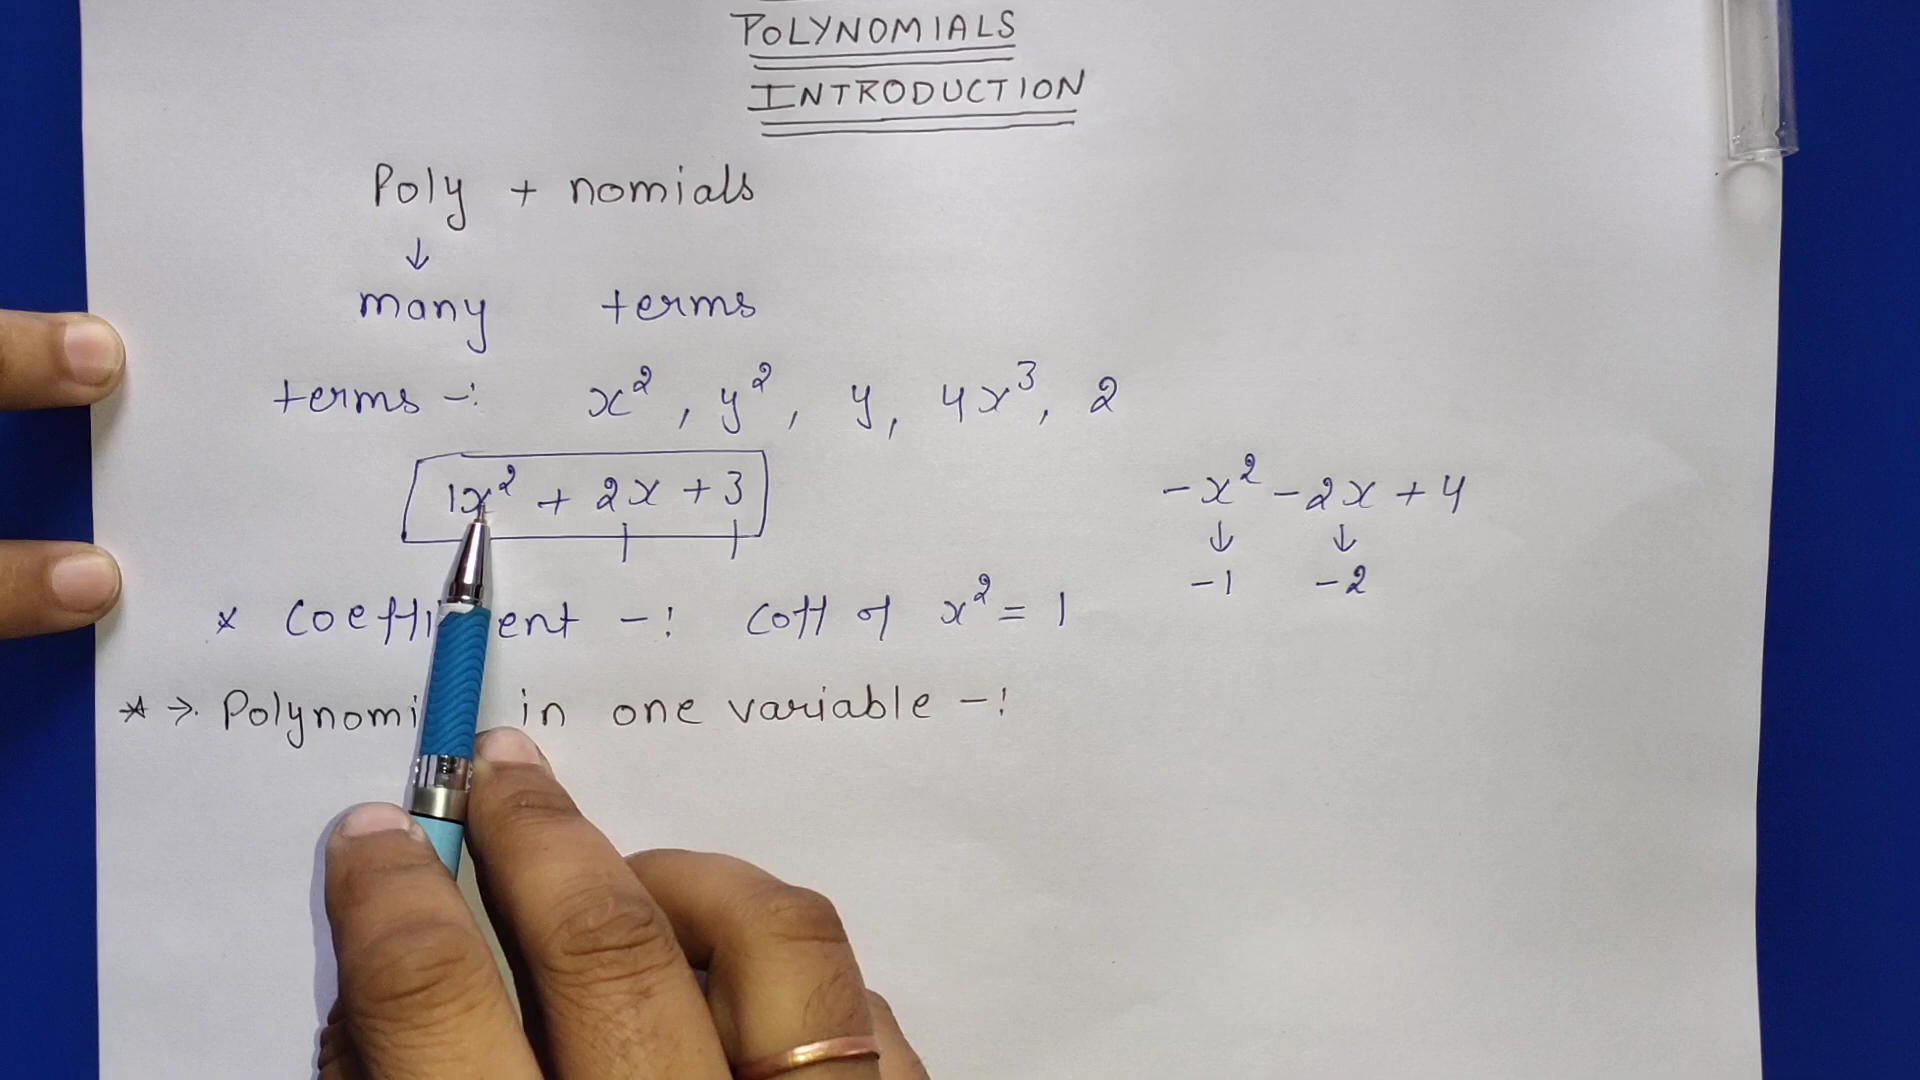 POLYNOMIALS
INTRODUCTION
Poly + nomials
↓
many terms
terms -: x², y², y, 4x³, 2
1x² + 2x + 3
-x² - 2x + 4
↓ ↓
-1 -2
* coeffi ent -: coff of x² = 1
* →. Polynomi in one variable -: